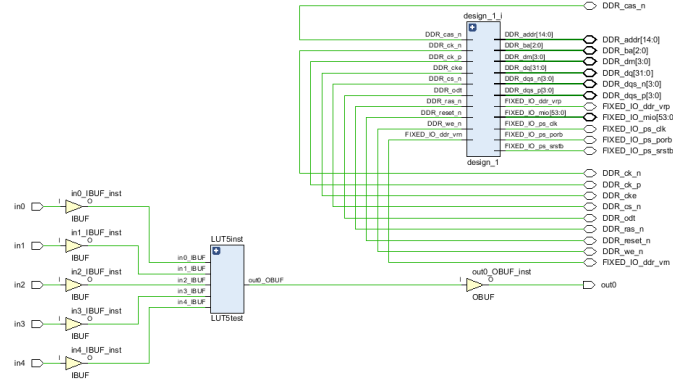 DDR_cas_n
design_1_i
DDR_cas_n
DDR_ck_n
DDR_ck_p
DDR_cke
DDR_cs_n
DDR_odt
DDR_ras_n
DDR_reset_n
DDR_we_n
FIXED_IO_ddr_vrn
DDR_addr[14:0]
DDR_ba[2:0]
DDR_dm[3:0]
DDR_dq[31:0]
DDR_dqs_n[3:0]
DDR_dqs_p[3:0]
FIXED_IO_ddr_vrp
FIXED_IO_mio[53:0]
FIXED_IO_ps_clk
FIXED_IO_ps_porb
FIXED_IO_ps_srstb
design_1
DDR_addr[14:0]
DDR_ba[2:0]
DDR_dm[3:0]
DDR_dq[31:0]
DDR_dqs_n[3:0]
DDR_dqs_p[3:0]
FIXED_IO_ddr_vrp
FIXED_IO_mio[53:0
FIXED_IO_ps_clk
FIXED_IO_ps_porb
FIXED_IO_ps_srstb
DDR_ck_n
DDR_ck_p
DDR_cke
DDR_cs_n
DDR_odt
DDR_ras_n
DDR_reset_n
DDR_we_n
FIXED_IO_ddr_vrn
in0_IBUF_inst
in0 I O
IBUF
in1_IBUF_inst
in1 I O
IBUF
in2_IBUF_inst
in2 I O
IBUF
in3_IBUF_inst
in3 I O
IBUF
in4_IBUF_inst
in4 I O
IBUF
LUT5inst
in0_IBUF
in1_IBUF
in2_IBUF
in3_IBUF
in4_IBUF
out0_OBUF
LUT5test
out0_OBUF_inst
I O
OBUF
out0